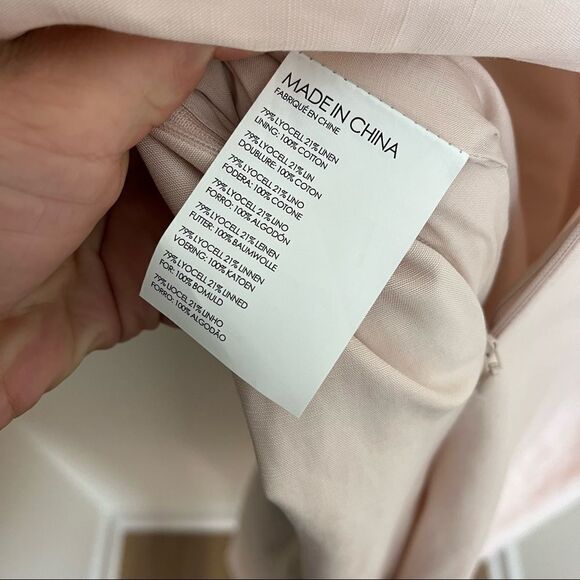 MADE IN CHINA
FABRIQUÉ EN CHINE
79% LYOCELL 21% LINEN
LINING: 100% COTTON
79% LYOCELL 21% LIN
DOUBLURE: 100% COTON
79% LYOCELL 21% LINO
FODERA: 100% COTONE
79% LYOCELL 21% LINO
FORRO: 100% ALGODÓN
79% LYOCELL 21% LEINEN
FUTTER: 100% BAUMWOLLE
79% LYOCELL 21% LINNEN
VOERING: 100% KATOEN
79% LYOCELL 21% LINNED
FOR: 100% BOMULD
79% LIOCEL 21% LINHO
FORRO: 100% ALGODÃO